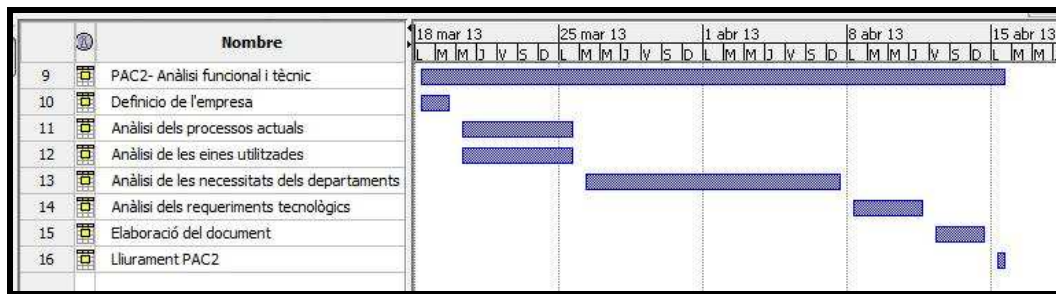 Nombre
18 mar 13 25 mar 13 1 abr 13 8 abr 13 15 abr 13
L M M J V S D L M M J V S D L M M J V S D L M M J V S D L M M
9 PAC2- Anàlisi funcional i tècnic
10 Definicio de l'empresa
11 Anàlisi dels processos actuals
12 Anàlisi de les eines utilitzades
13 Anàlisi de les necessitats dels departaments
14 Anàlisi dels requeriments tecnològics
15 Elaboració del document
16 Lliurament PAC2